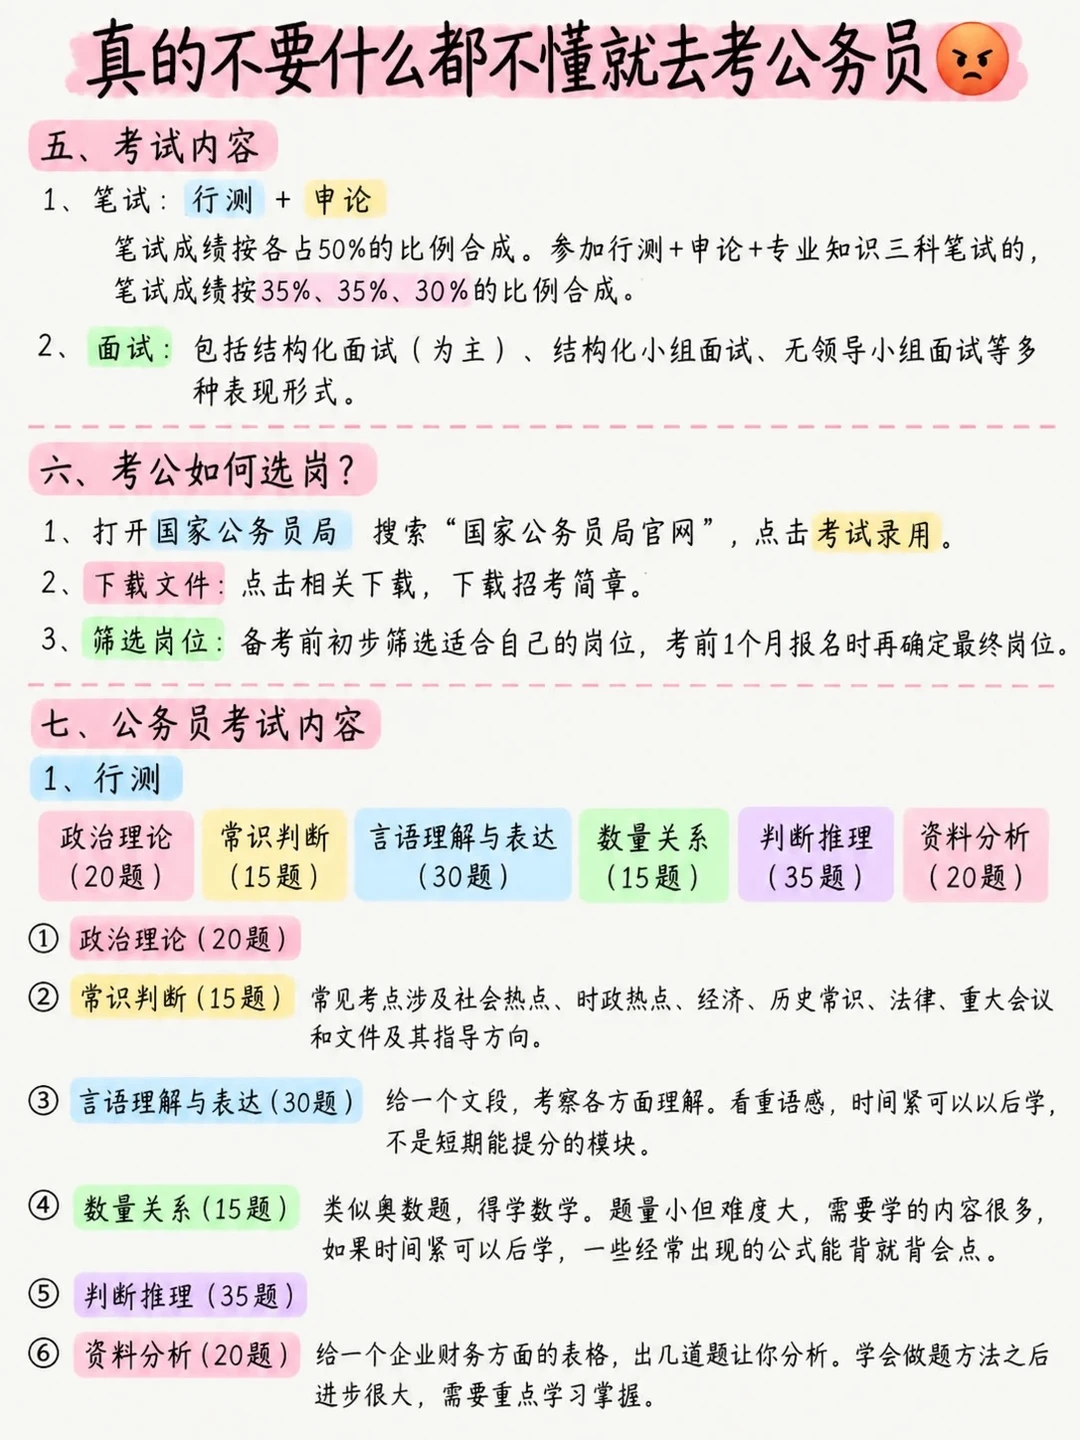 真的不要什么都不懂就去考公务员😡
五、考试内容
1、笔试：行测 + 申论
笔试成绩按各占50%的比例合成。参加行测+申论+专业知识三科笔试的，
笔试成绩按35%、35%、30%的比例合成。
2、面试：包括结构化面试（为主）、结构化小组面试、无领导小组面试等多
种表现形式。
六、考公如何选岗？
1、打开国家公务员局 搜索“国家公务员局官网”，点击考试录用。
2、下载文件：点击相关下载，下载招考简章。
3、筛选岗位：备考前初步筛选适合自己的岗位，考前1个月报名时再确定最终岗位。
七、公务员考试内容
1、行测
政治理论 常识判断 言语理解与表达 数量关系 判断推理 资料分析
（20题） （15题） （30题） （15题） （35题） （20题）
① 政治理论（20题）
② 常识判断（15题） 常见考点涉及社会热点、时政热点、经济、历史常识、法律、重大会议
和文件及其指导方向。
③ 言语理解与表达（30题） 给一个文段，考察各方面理解。看重语感，时间紧可以以后学，
不是短期能提分的模块。
④ 数量关系（15题） 类似奥数题，得学数学。题量小但难度大，需要学的内容很多，
如果时间紧可以后学，一些经常出现的公式能背就背会点。
⑤ 判断推理（35题）
⑥ 资料分析（20题） 给一个企业财务方面的表格，出几道题让你分析。学会做题方法之后
进步很大，需要重点学习掌握。